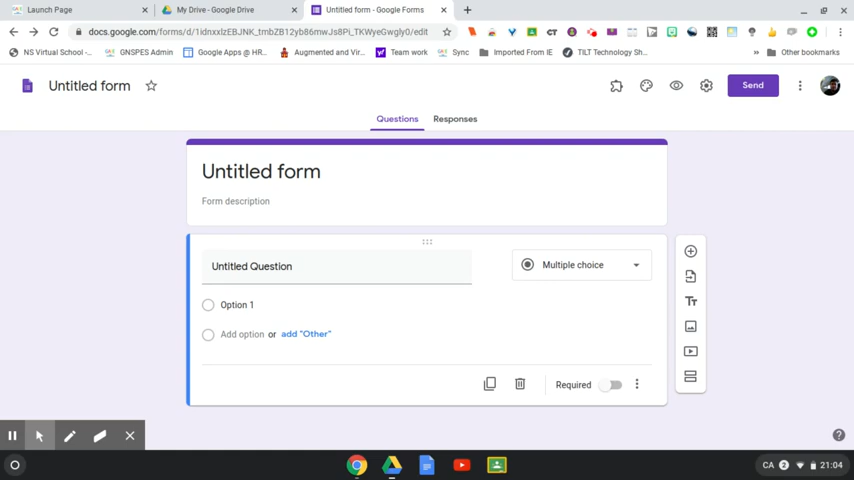 Launch Page
My Drive - Google Drive
Untitled form - Google Forms
docs.google.com/forms/d/1idnxxlzEBJNK_tmbZB12yb86mwJs8Pi_TKWyeGwgly0/edit
NS Virtual School -...
GNSPES Admin
Google Apps @ HR...
Augmented and Vir...
Team work
Sync
Imported From IE
TILT Technology Sh...
»
Other bookmarks
Untitled form
Send
Questions
Responses
Untitled form
Form description
Untitled Question
Multiple choice
Option 1
Add option or add "Other"
Required
CA 2 21:04